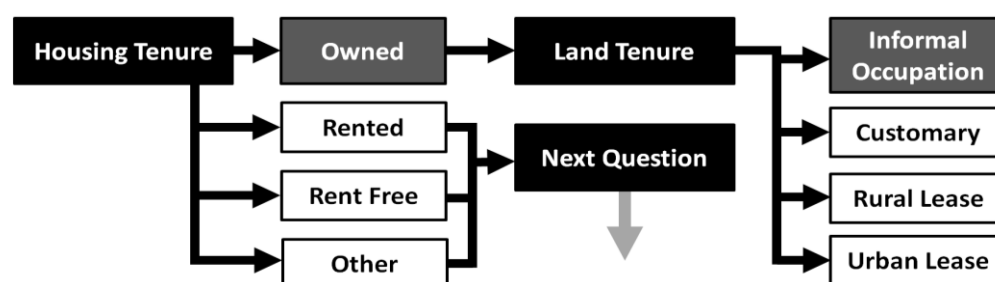 Housing Tenure
Owned
Land Tenure
Informal
Occupation
Rented
Next Question
Customary
Rent Free
Rural Lease
Other
Urban Lease